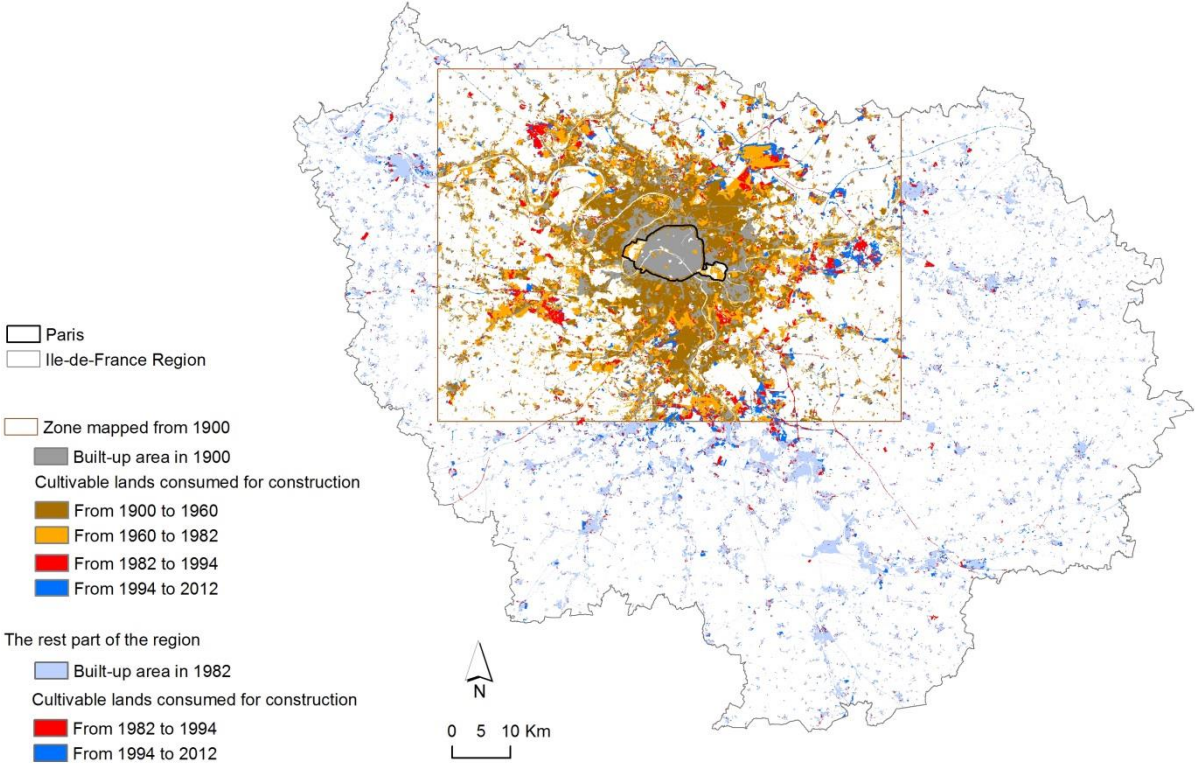 Paris
Ile-de-France Region
Zone mapped from 1900
Built-up area in 1900
Cultivable lands consumed for construction
From 1900 to 1960
From 1960 to 1982
From 1982 to 1994
From 1994 to 2012
The rest part of the region
Built-up area in 1982
Cultivable lands consumed for construction
From 1982 to 1994
From 1994 to 2012
N
0 5 10 Km